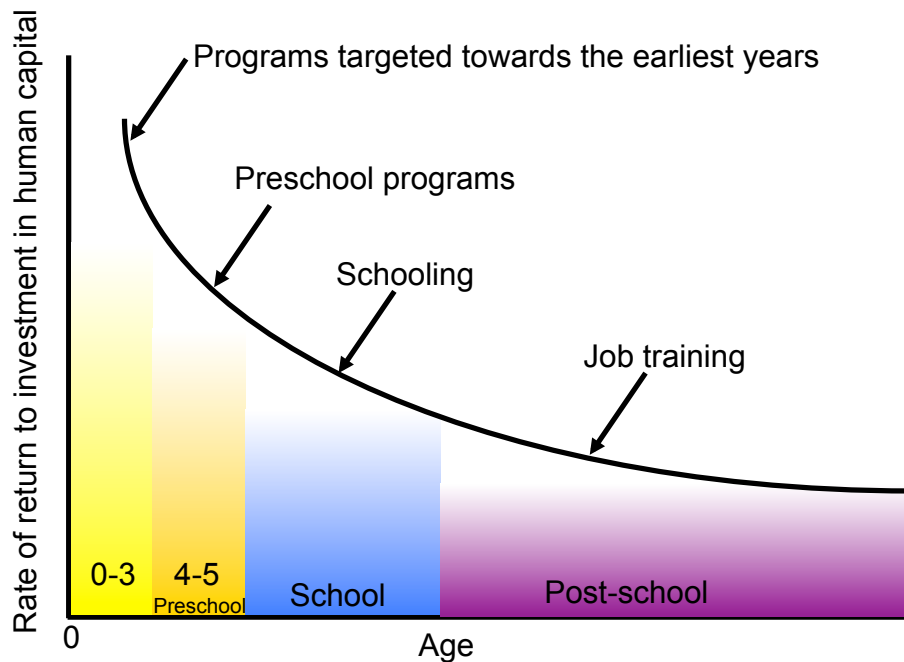 Programs targeted towards the earliest years
Preschool programs
Schooling
Job training
Rate of return to investment in human capital
0-3
4-5
Preschool
School
Post-school
0
Age